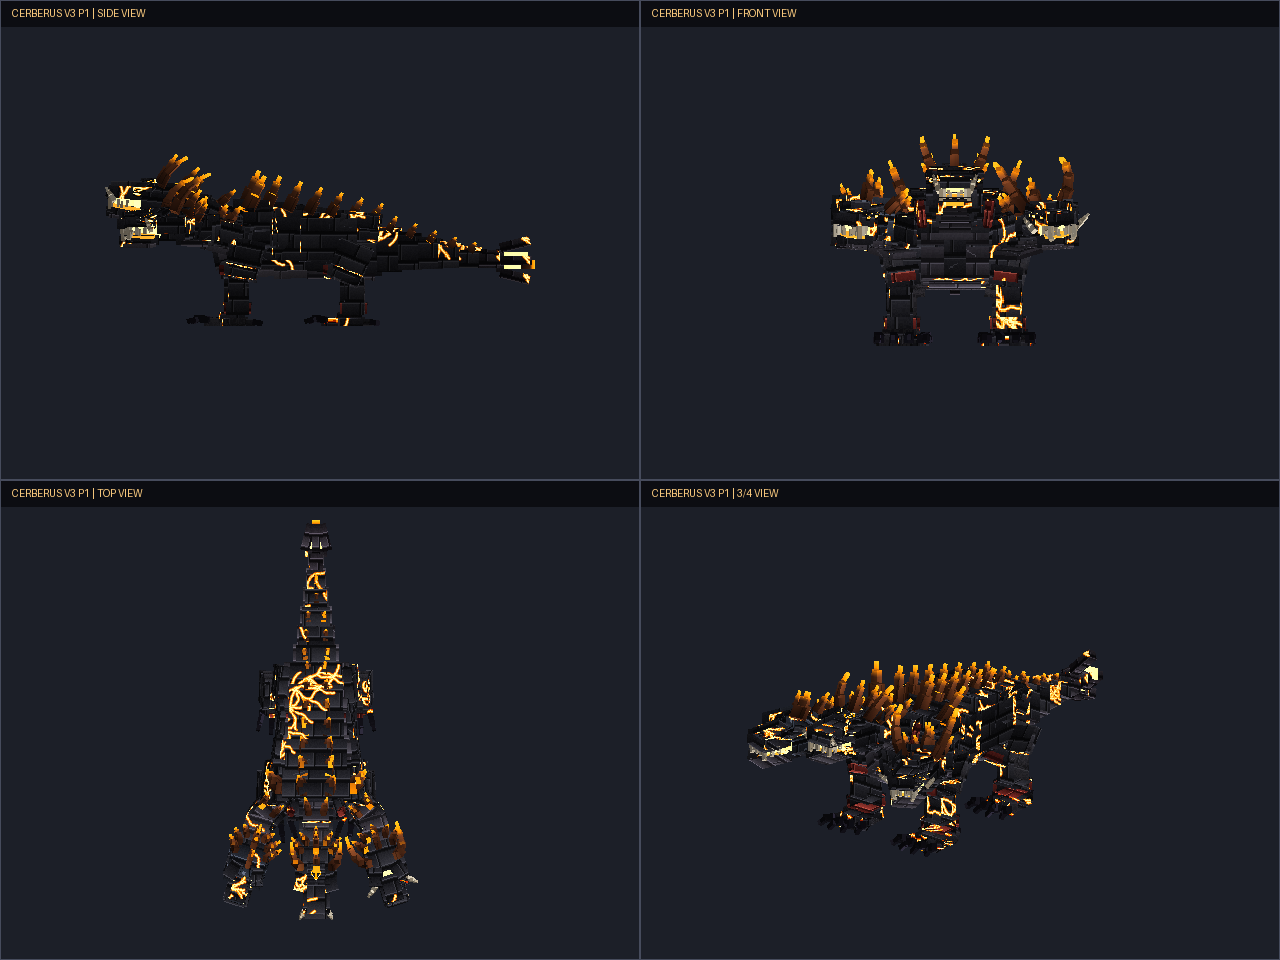 CERBERUS V3 P1 | SIDE VIEW
CERBERUS V3 P1 | FRONT VIEW
CERBERUS V3 P1 | TOP VIEW
CERBERUS V3 P1 | 3/4 VIEW